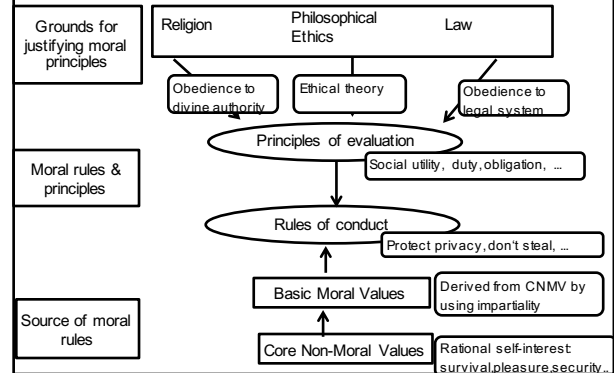 Grounds for
justifying moral
principles
Religion
Philosophical
Ethics
Law
Obedience to
divine authority
Ethical theory
Obedience to
legal system
Principles of evaluation
Social utility, duty, obligation, ...
Moral rules &
principles
Rules of conduct
Protect privacy, don't steal, ...
Basic Moral Values
Derived from CNMV by
using impartiality
Source of moral
rules
Core Non-Moral Values
Rational self-interest:
survival, pleasure, security,..